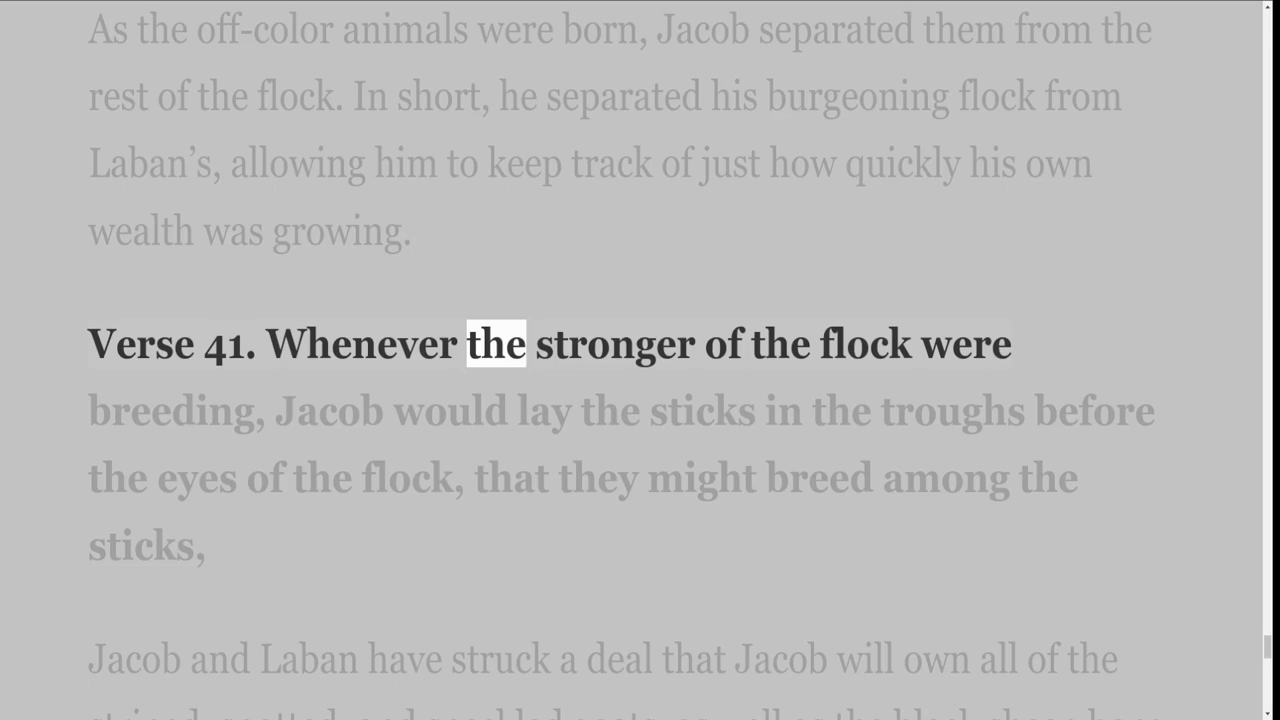 As the off-color animals were born, Jacob separated them from the
rest of the flock. In short, he separated his burgeoning flock from
Laban’s, allowing him to keep track of just how quickly his own
wealth was growing.
Verse 41. Whenever the stronger of the flock were
breeding, Jacob would lay the sticks in the troughs before
the eyes of the flock, that they might breed among the
sticks,
Jacob and Laban have struck a deal that Jacob will own all of the